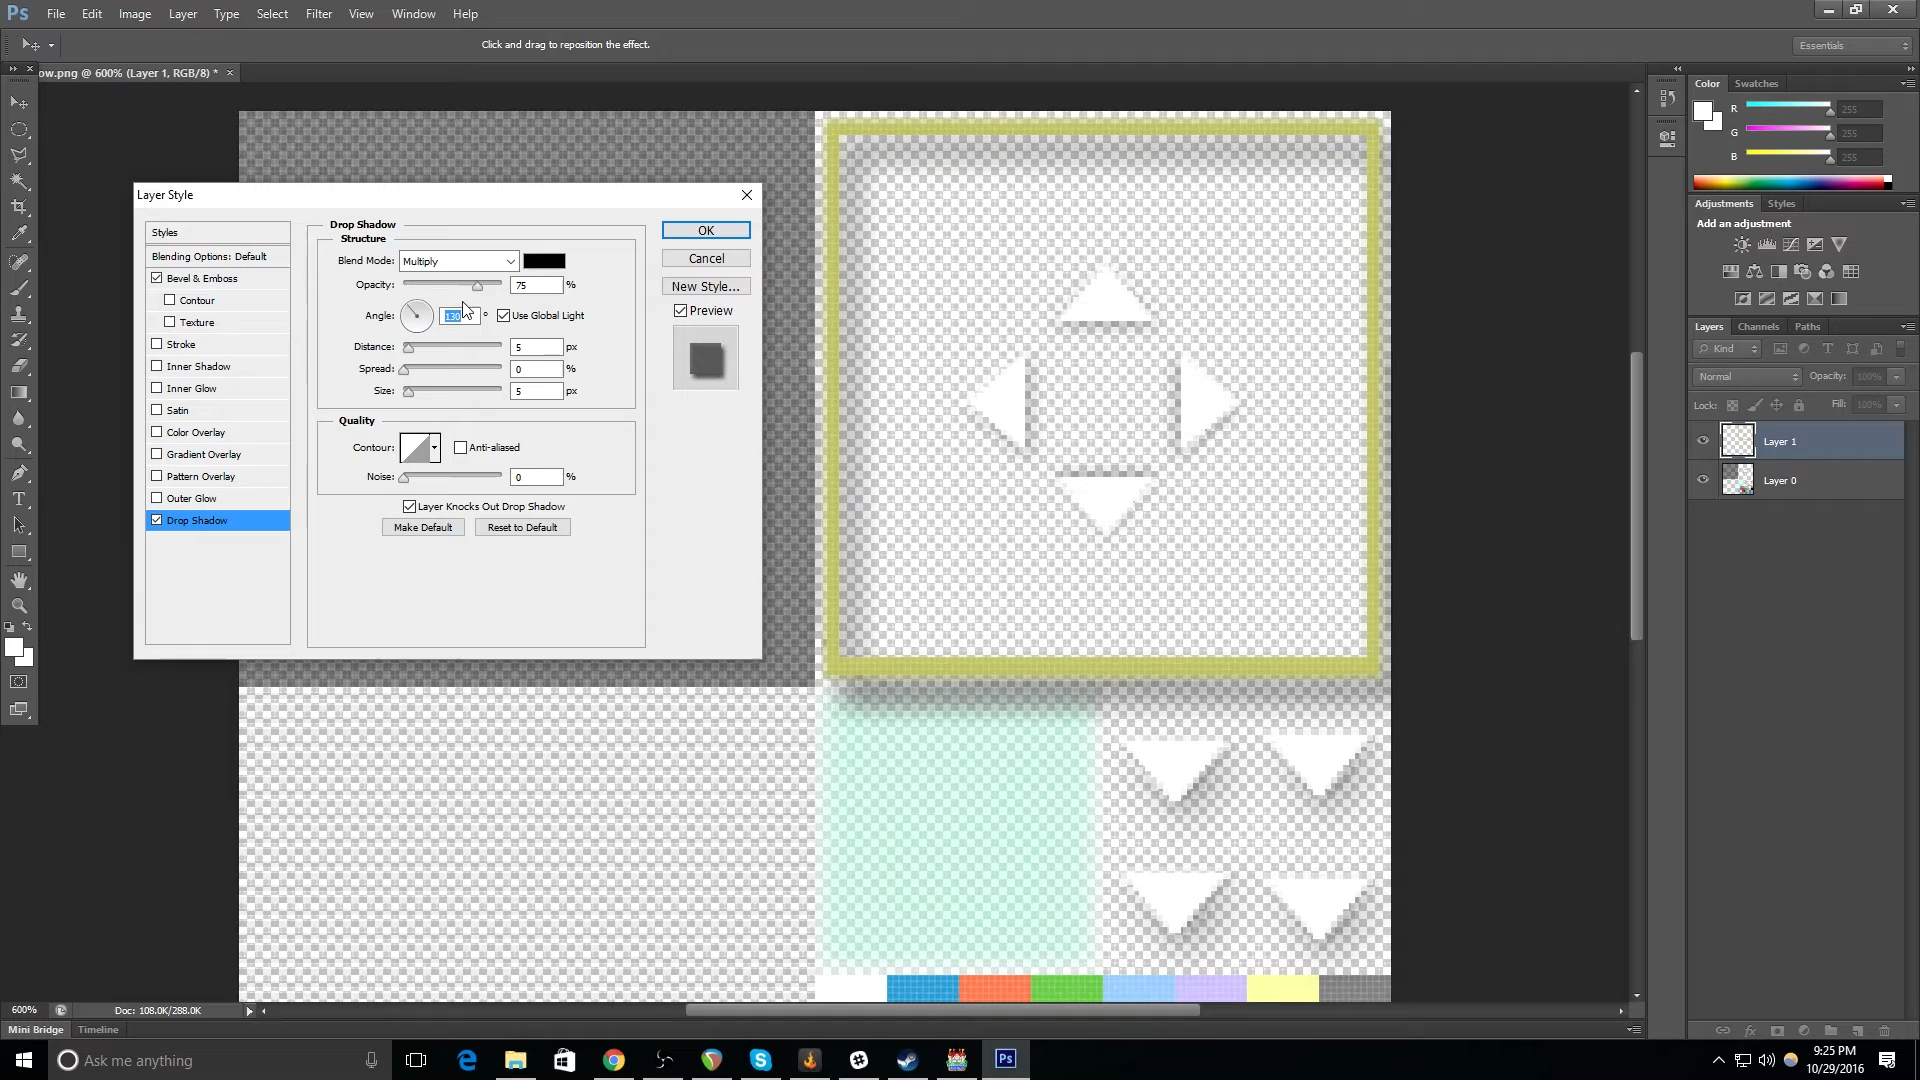 Ps File Edit Image Layer Type Select Filter View Window Help
Click and drag to reposition the effect.
Essentials
ow.png @ 600% (Layer 1, RGB/8) *
Color Swatches
R 255
G 255
B 255
Adjustments Styles
Add an adjustment
Layers Channels Paths
Kind
Normal Opacity: 100%
Lock: Fill: 100%
Layer 1
Layer 0
Layer Style
Styles
Blending Options: Default
Bevel & Emboss
Contour
Texture
Stroke
Inner Shadow
Inner Glow
Satin
Color Overlay
Gradient Overlay
Pattern Overlay
Outer Glow
Drop Shadow
Drop Shadow
Structure
Blend Mode: Multiply
Opacity: 75 %
Angle: 130 ° Use Global Light
Distance: 5 px
Spread: 0 %
Size: 5 px
Quality
Contour: Anti-aliased
Noise: 0 %
Layer Knocks Out Drop Shadow
Make Default Reset to Default
OK
Cancel
New Style...
Preview
600% Doc: 108.0K/288.0K
Mini Bridge Timeline
Ask me anything
Ps
9:25 PM
10/29/2016